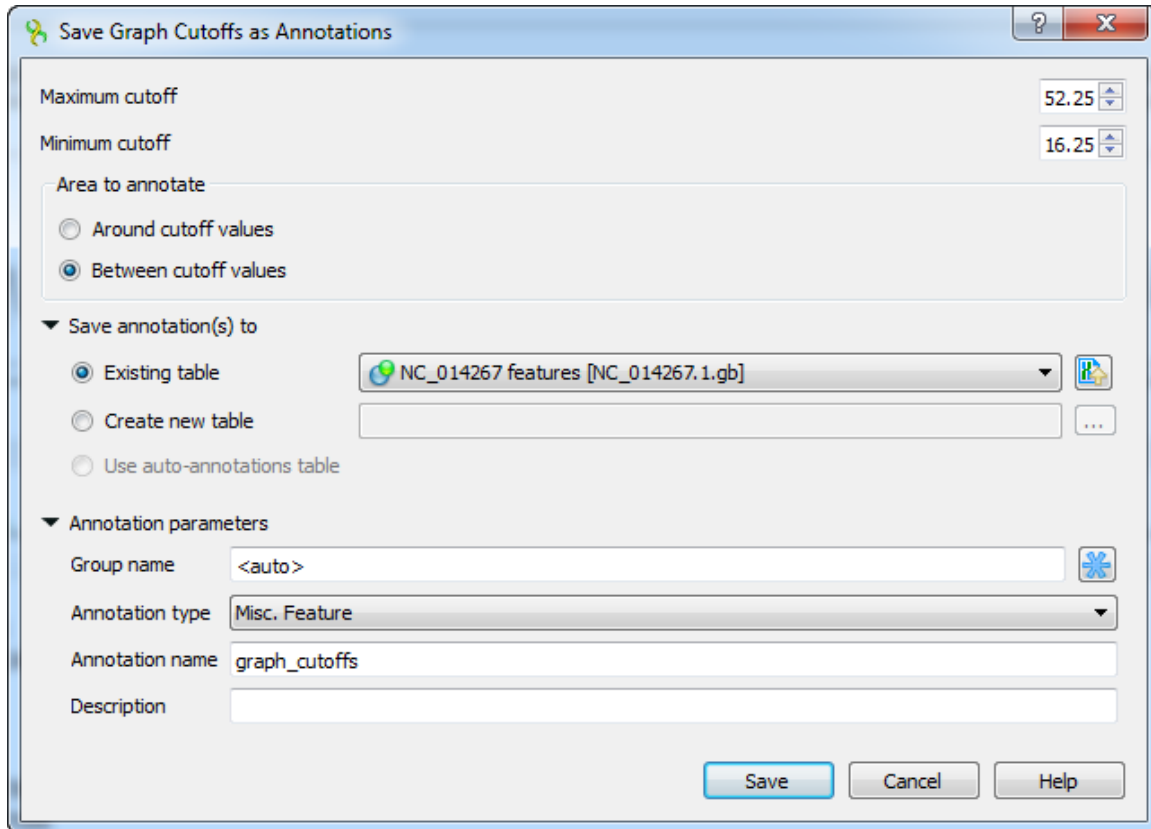 Save Graph Cutoffs as Annotations
Maximum cutoff 52.25
Minimum cutoff 16.25
Area to annotate
Around cutoff values
Between cutoff values
Save annotation(s) to
Existing table NC_014267 features [NC_014267.1.gb]
Create new table ...
Use auto-annotations table
Annotation parameters
Group name <auto>
Annotation type Misc. Feature
Annotation name graph_cutoffs
Description
Save Cancel Help